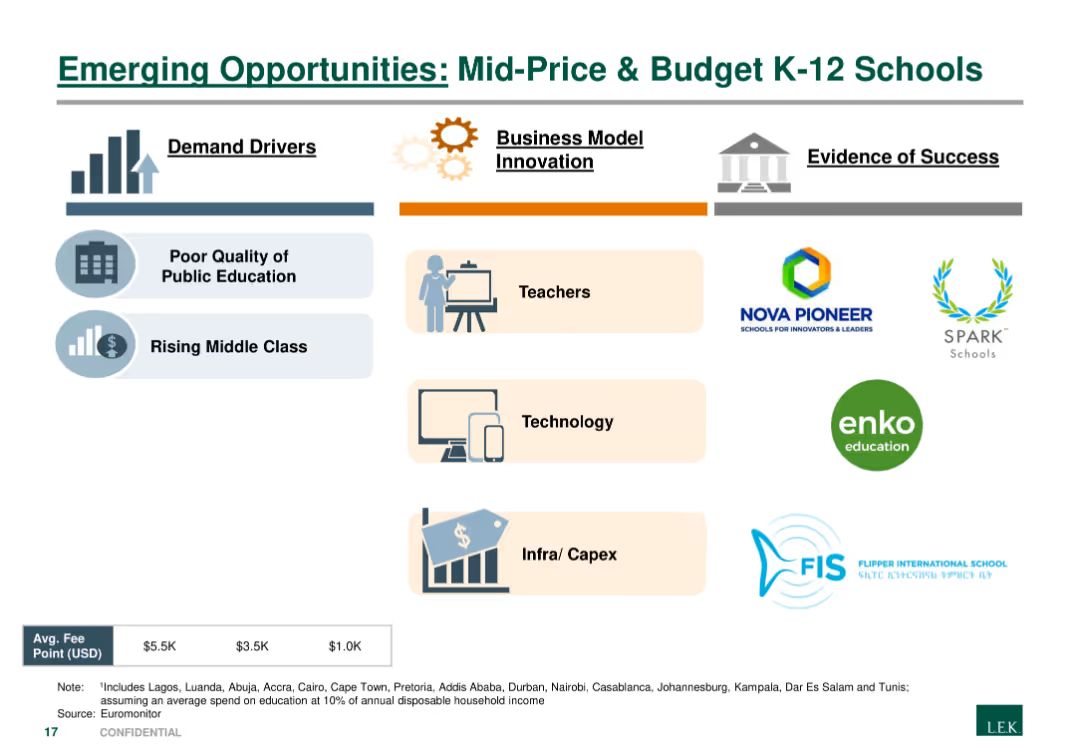 Emerging Opportunities: Mid-Price & Budget K-12 Schools
Demand Drivers
Business Model
Innovation
Evidence of Success
Poor Quality of
Public Education
Rising Middle Class
$
Teachers
Technology
$
Infra/ Capex
NOVA PIONEER
SCHOOLS FOR INNOVATORS & LEADERS
SPARK™
Schools
enko
education
FIS
FLIPPER INTERNATIONAL SCHOOL
Avg. Fee
Point (USD)
$5.5K
$3.5K
$1.0K
Note: ¹Includes Lagos, Luanda, Abuja, Accra, Cairo, Cape Town, Pretoria, Addis Ababa, Durban, Nairobi, Casablanca, Johannesburg, Kampala, Dar Es Salam and Tunis;
assuming an average spend on education at 10% of annual disposable household income
Source: Euromonitor
17 CONFIDENTIAL
L.E.K.